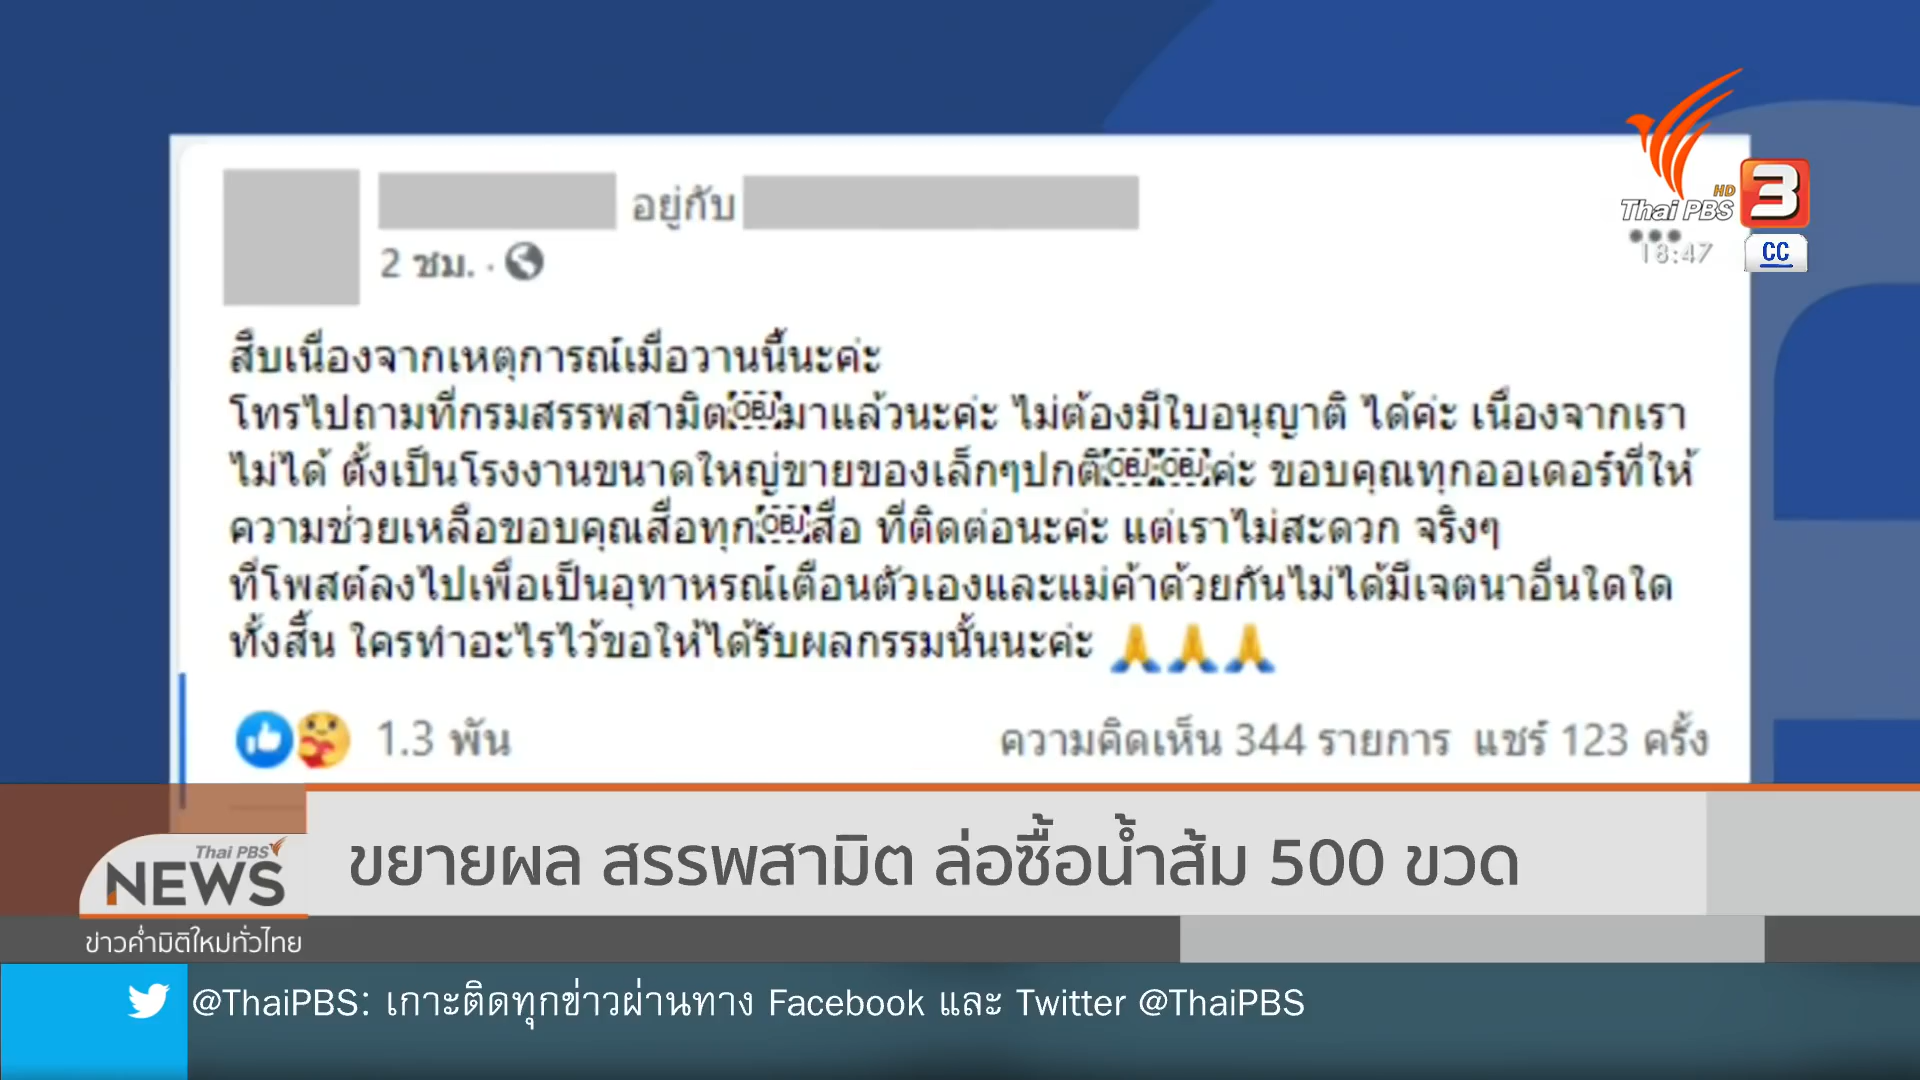 อยู่กับ
2 ชม. ·
สืบเนื่องจากเหตุการณ์เมื่อวานนี้นะค่ะ
โทรไปถามที่กรมสรรพสามิตOBJมาแล้วนะค่ะ ไม่ต้องมีใบอนุญาติ ได้ค่ะ เนื่องจากเรา
ไม่ได้ ตั้งเป็นโรงงานขนาดใหญ่ขายของเล็กๆปกติOBJOBJค่ะ ขอบคุณทุกออเดอร์ที่ให้
ความช่วยเหลือขอบคุณสื่อทุกOBJสื่อ ที่ติดต่อนะค่ะ แต่เราไม่สะดวก จริงๆ
ที่โพสต์ลงไปเพื่อเป็นอุทาหรณ์เตือนตัวเองและแม่ค้าด้วยกันไม่ได้มีเจตนาอื่นใดใด
ทั้งสิ้น ใครทำอะไรไว้ขอให้ได้รับผลกรรมนั้นนะค่ะ 🙏🙏🙏
1.3 พัน
ความคิดเห็น 344 รายการ แชร์ 123 ครั้ง
Thai PBS HD 3
18:47 CC
Thai PBS
NEWS
ขยายผล สรรพสามิต ล่อซื้อน้ำส้ม 500 ขวด
ข่าวค่ำมิติใหม่ทั่วไทย
@ThaiPBS: เกาะติดทุกข่าวผ่านทาง Facebook และ Twitter @ThaiPBS